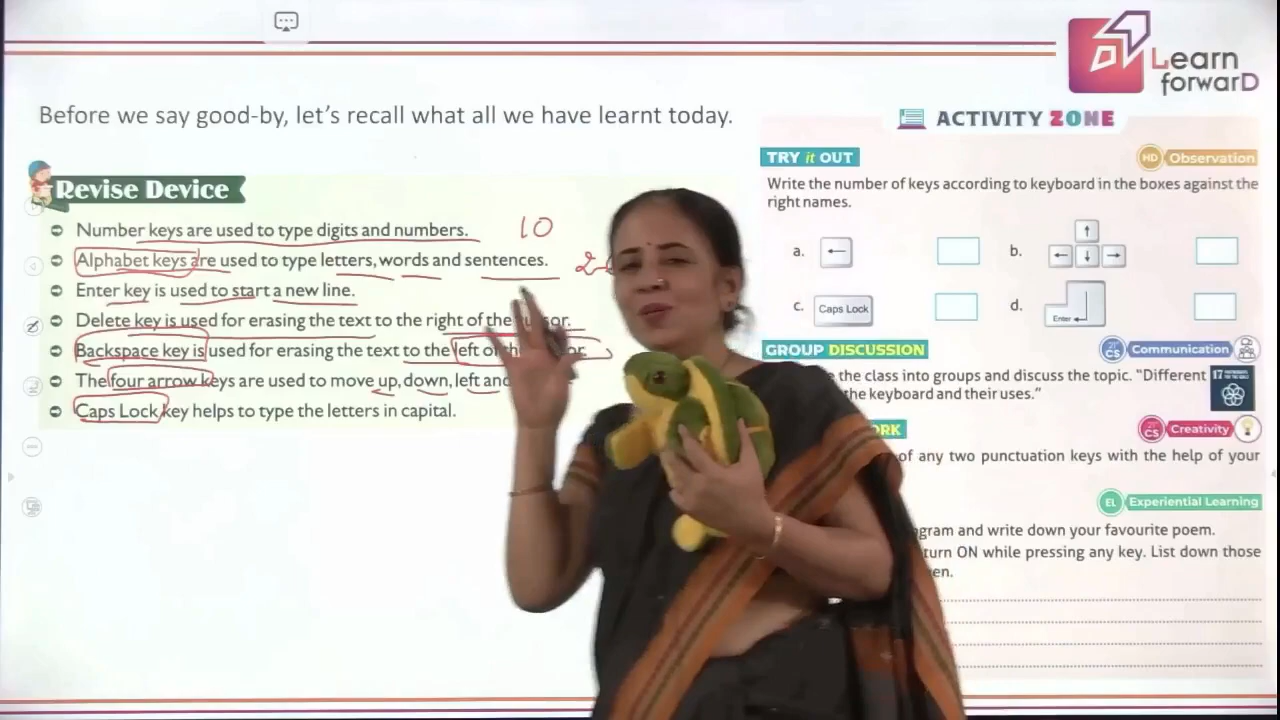 Learn
forwarD
Before we say good-by, let's recall what all we have learnt today.
Revise Device
Number keys are used to type digits and numbers. 10
Alphabet keys are used to type letters, words and sentences. 2
Enter key is used to start a new line.
Delete key is used for erasing the text to the right of the
Backspace key is used for erasing the text to the left of
The four arrow keys are used to move up, down, left and
Caps Lock key helps to type the letters in capital.
ACTIVITY ZONE
TRY it OUT
HD Observation
Write the number of keys according to keyboard in the boxes against the
right names.
a. ←
b. ↑ ← ↓ →
c. Caps Lock
d. Enter
GROUP DISCUSSION
21st CS Communication
the class into groups and discuss the topic. "Different
the keyboard and their uses."
17
21st CS Creativity
of any two punctuation keys with the help of your
EL Experiential Learning
and write down your favourite poem.
turn ON while pressing any key. List down those